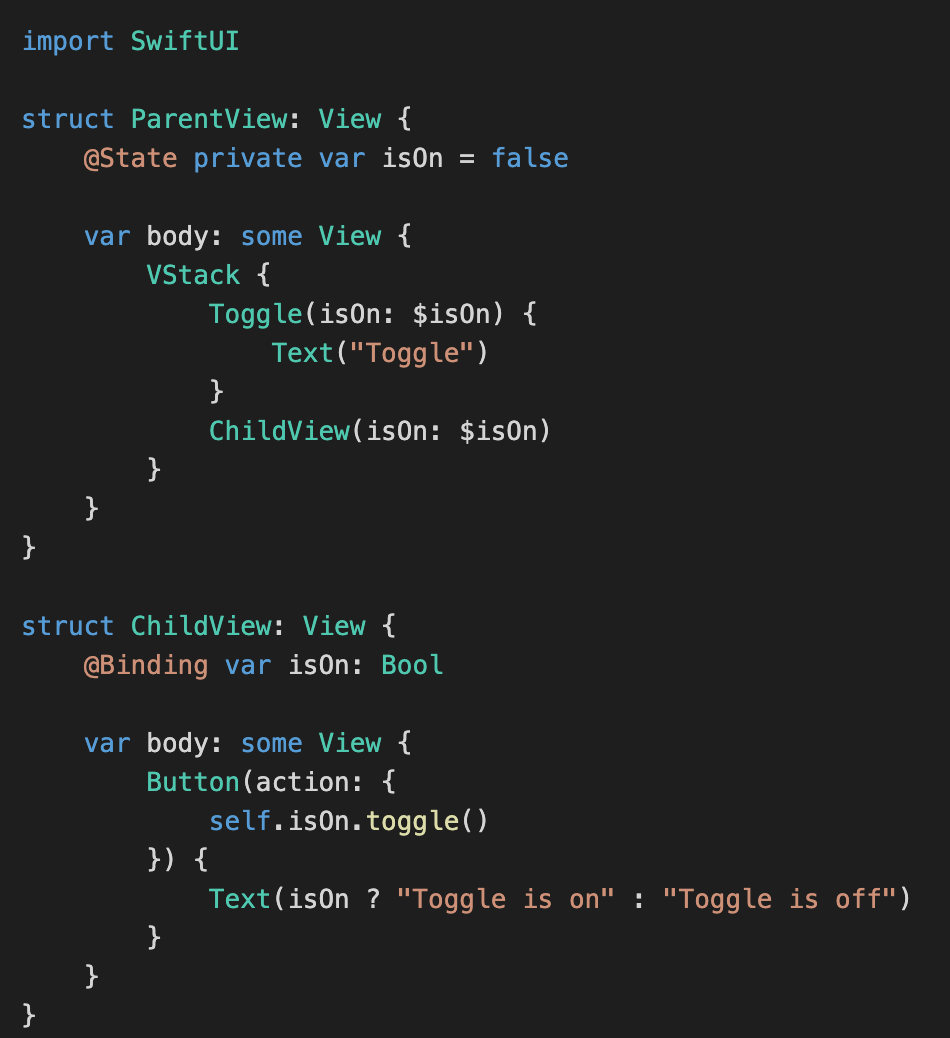 import SwiftUI

struct ParentView: View {
    @State private var isOn = false

    var body: some View {
        VStack {
            Toggle(isOn: $isOn) {
                Text("Toggle")
            }
            ChildView(isOn: $isOn)
        }
    }
}

struct ChildView: View {
    @Binding var isOn: Bool

    var body: some View {
        Button(action: {
            self.isOn.toggle()
        }) {
            Text(isOn ? "Toggle is on" : "Toggle is off")
        }
    }
}